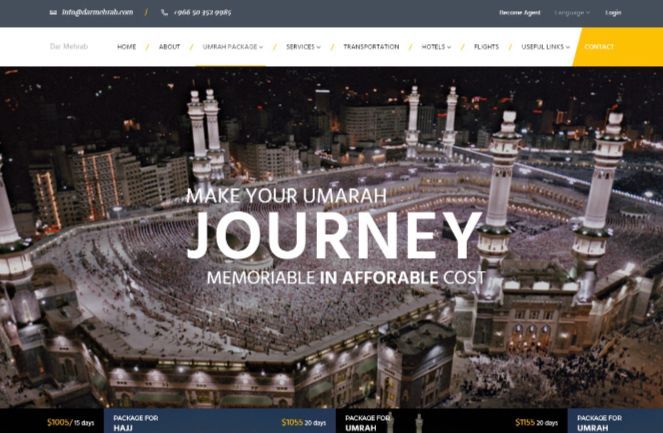 info@darmehrab.com / +966 50 352 9985 Become Agent Language Login
Dar Mehrab HOME / ABOUT / UMRAH PACKAGE / SERVICES / TRANSPORTATION / HOTELS / FLIGHTS / USEFUL LINKS CONTACT
MAKE YOUR UMARAH
JOURNEY
MEMORIABLE IN AFFORABLE COST
$1005/ 15 days
PACKAGE FOR
HAJJ
$1055 20 days
PACKAGE FOR
UMRAH
$1155 20 days
PACKAGE FOR
UMRAH